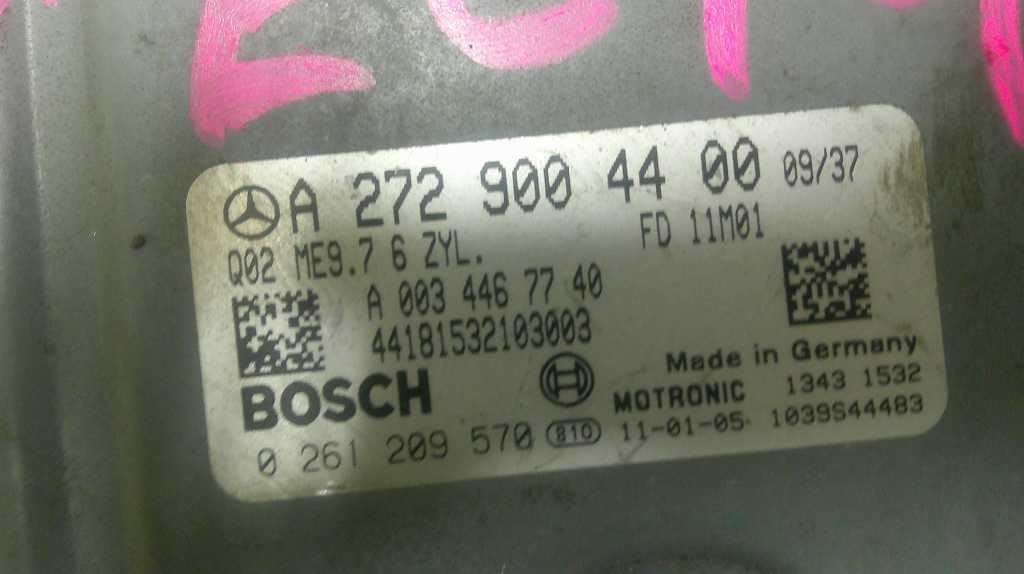 A 272 900 44 00 09/37
Q02 ME9.7 6 ZYL. FD 11M01
A 003 446 77 40
44181532103003
Made in Germany
BOSCH MOTRONIC 1343 1532
0 261 209 570 810 11-01-05 1039S44483